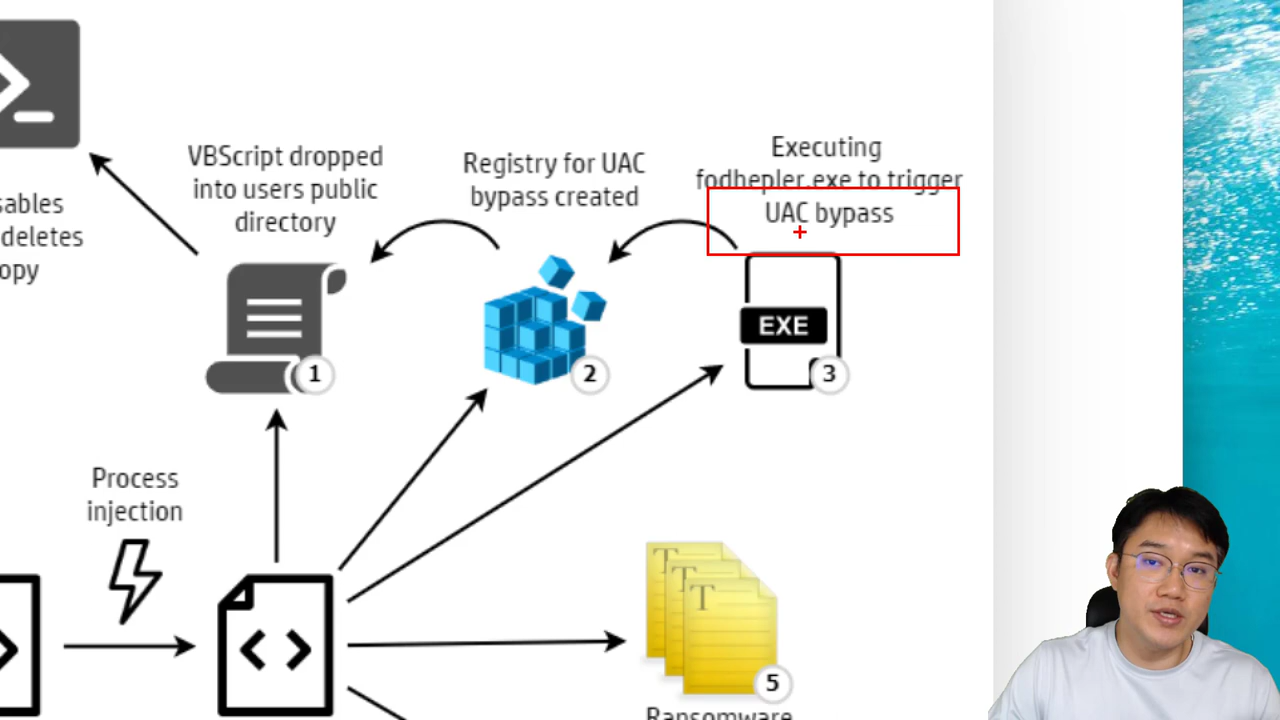 VBScript dropped
into users public
directory
Registry for UAC
bypass created
Executing
fodhepler.exe to trigger
UAC bypass
sables
deletes
opy
EXE
1
2
3
Process
injection
T
T
T
5
Ransomware